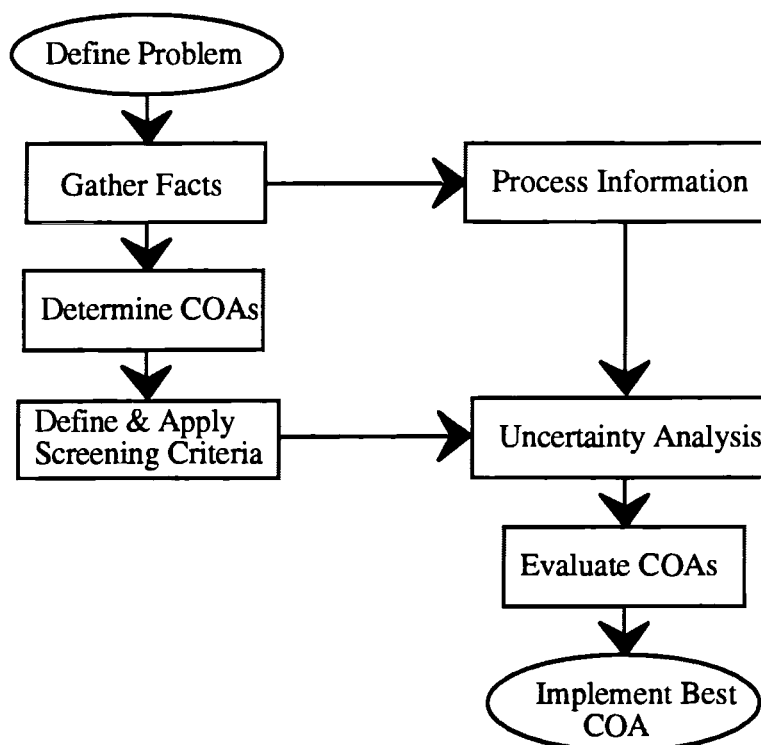 Define Problem
Gather Facts
Process Information
Determine COAs
Define & Apply
Screening Criteria
Uncertainty Analysis
Evaluate COAs
Implement Best
COA